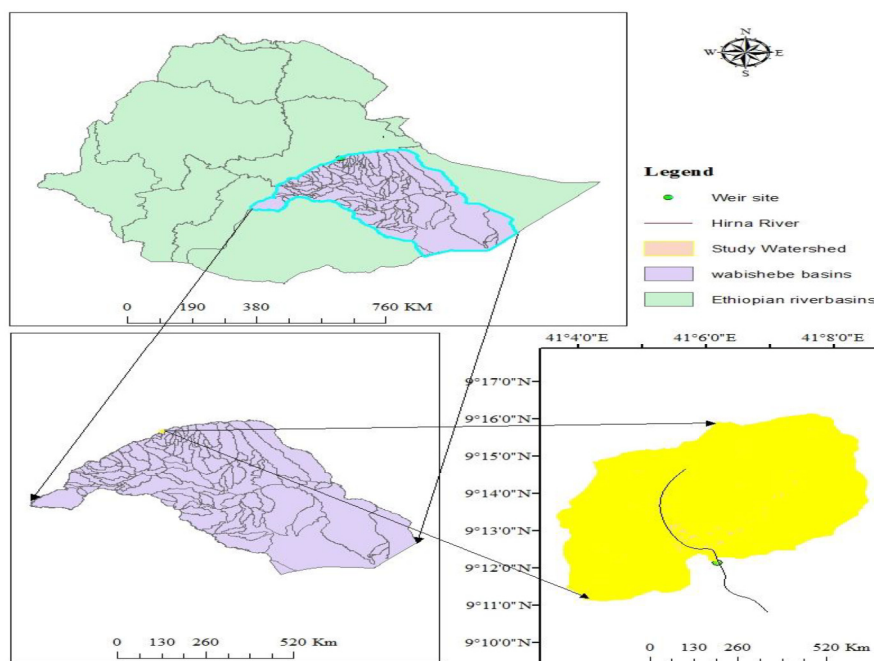 N
W E
S
Legend
Weir site
Hirna River
Study Watershed
wabishebe basins
Ethiopian riverbasins
0 190 380 760 KM
41°4'0"E 41°6'0"E 41°8'0"E
9°17'0"N
9°16'0"N
9°15'0"N
9°14'0"N
9°13'0"N
9°12'0"N
9°11'0"N
9°10'0"N
0 130 260 520 Km
0 130 260 520 Km